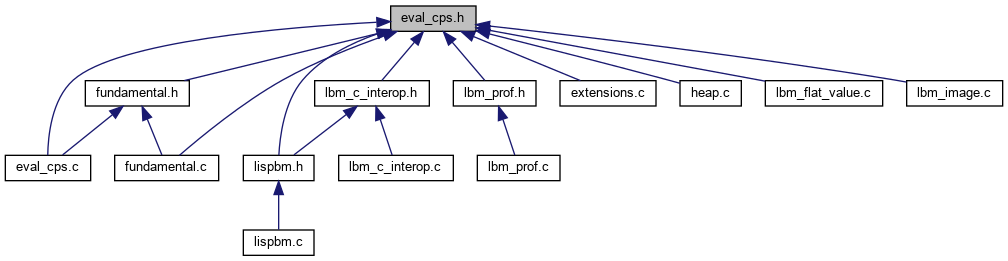 eval_cps.h
fundamental.h
lbm_c_interop.h
lbm_prof.h
extensions.c
heap.c
lbm_flat_value.c
lbm_image.c
eval_cps.c
fundamental.c
lispbm.h
lbm_c_interop.c
lbm_prof.c
lispbm.c